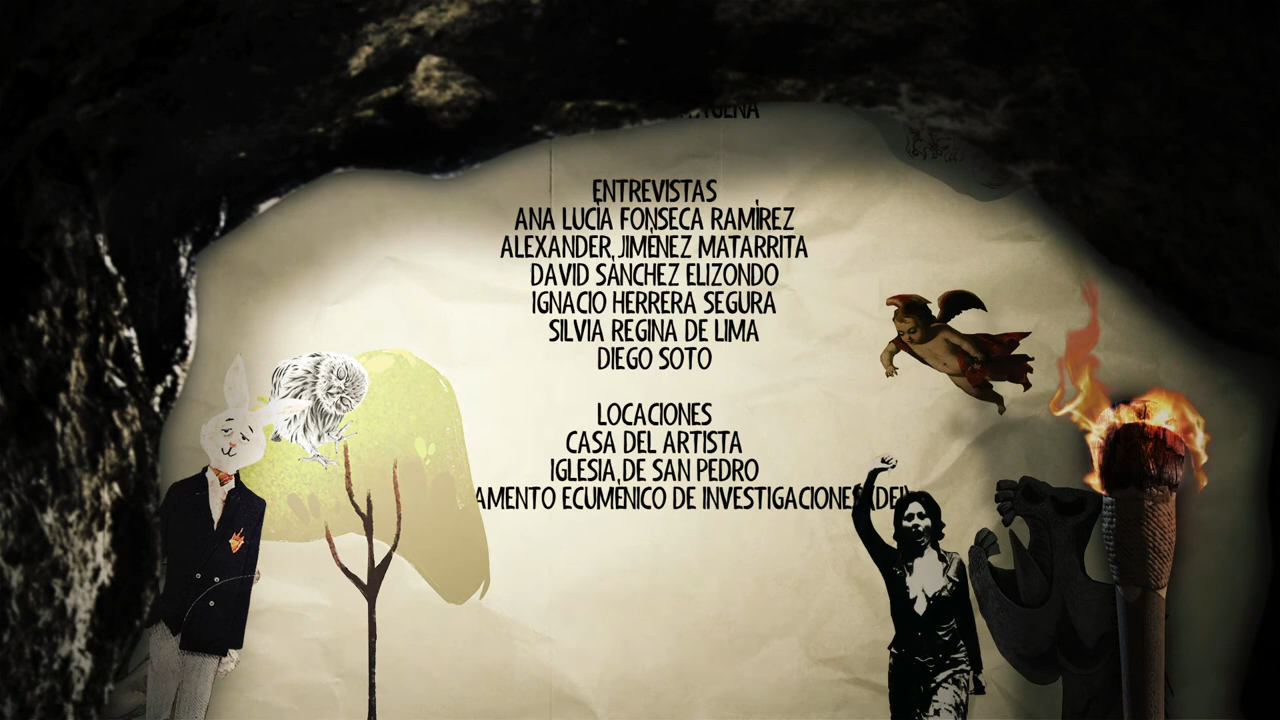 ENTREVISTAS
ANA LUCÍA FONSECA RAMÍREZ
ALEXANDER JIMÉNEZ MATARRITA
DAVID SÁNCHEZ ELIZONDO
IGNACIO HERRERA SEGURA
SILVIA REGINA DE LIMA
DIEGO SOTO
LOCACIONES
CASA DEL ARTISTA
IGLESIA DE SAN PEDRO
AMENTO ECUMÉNICO DE INVESTIGACIONES (DEI)